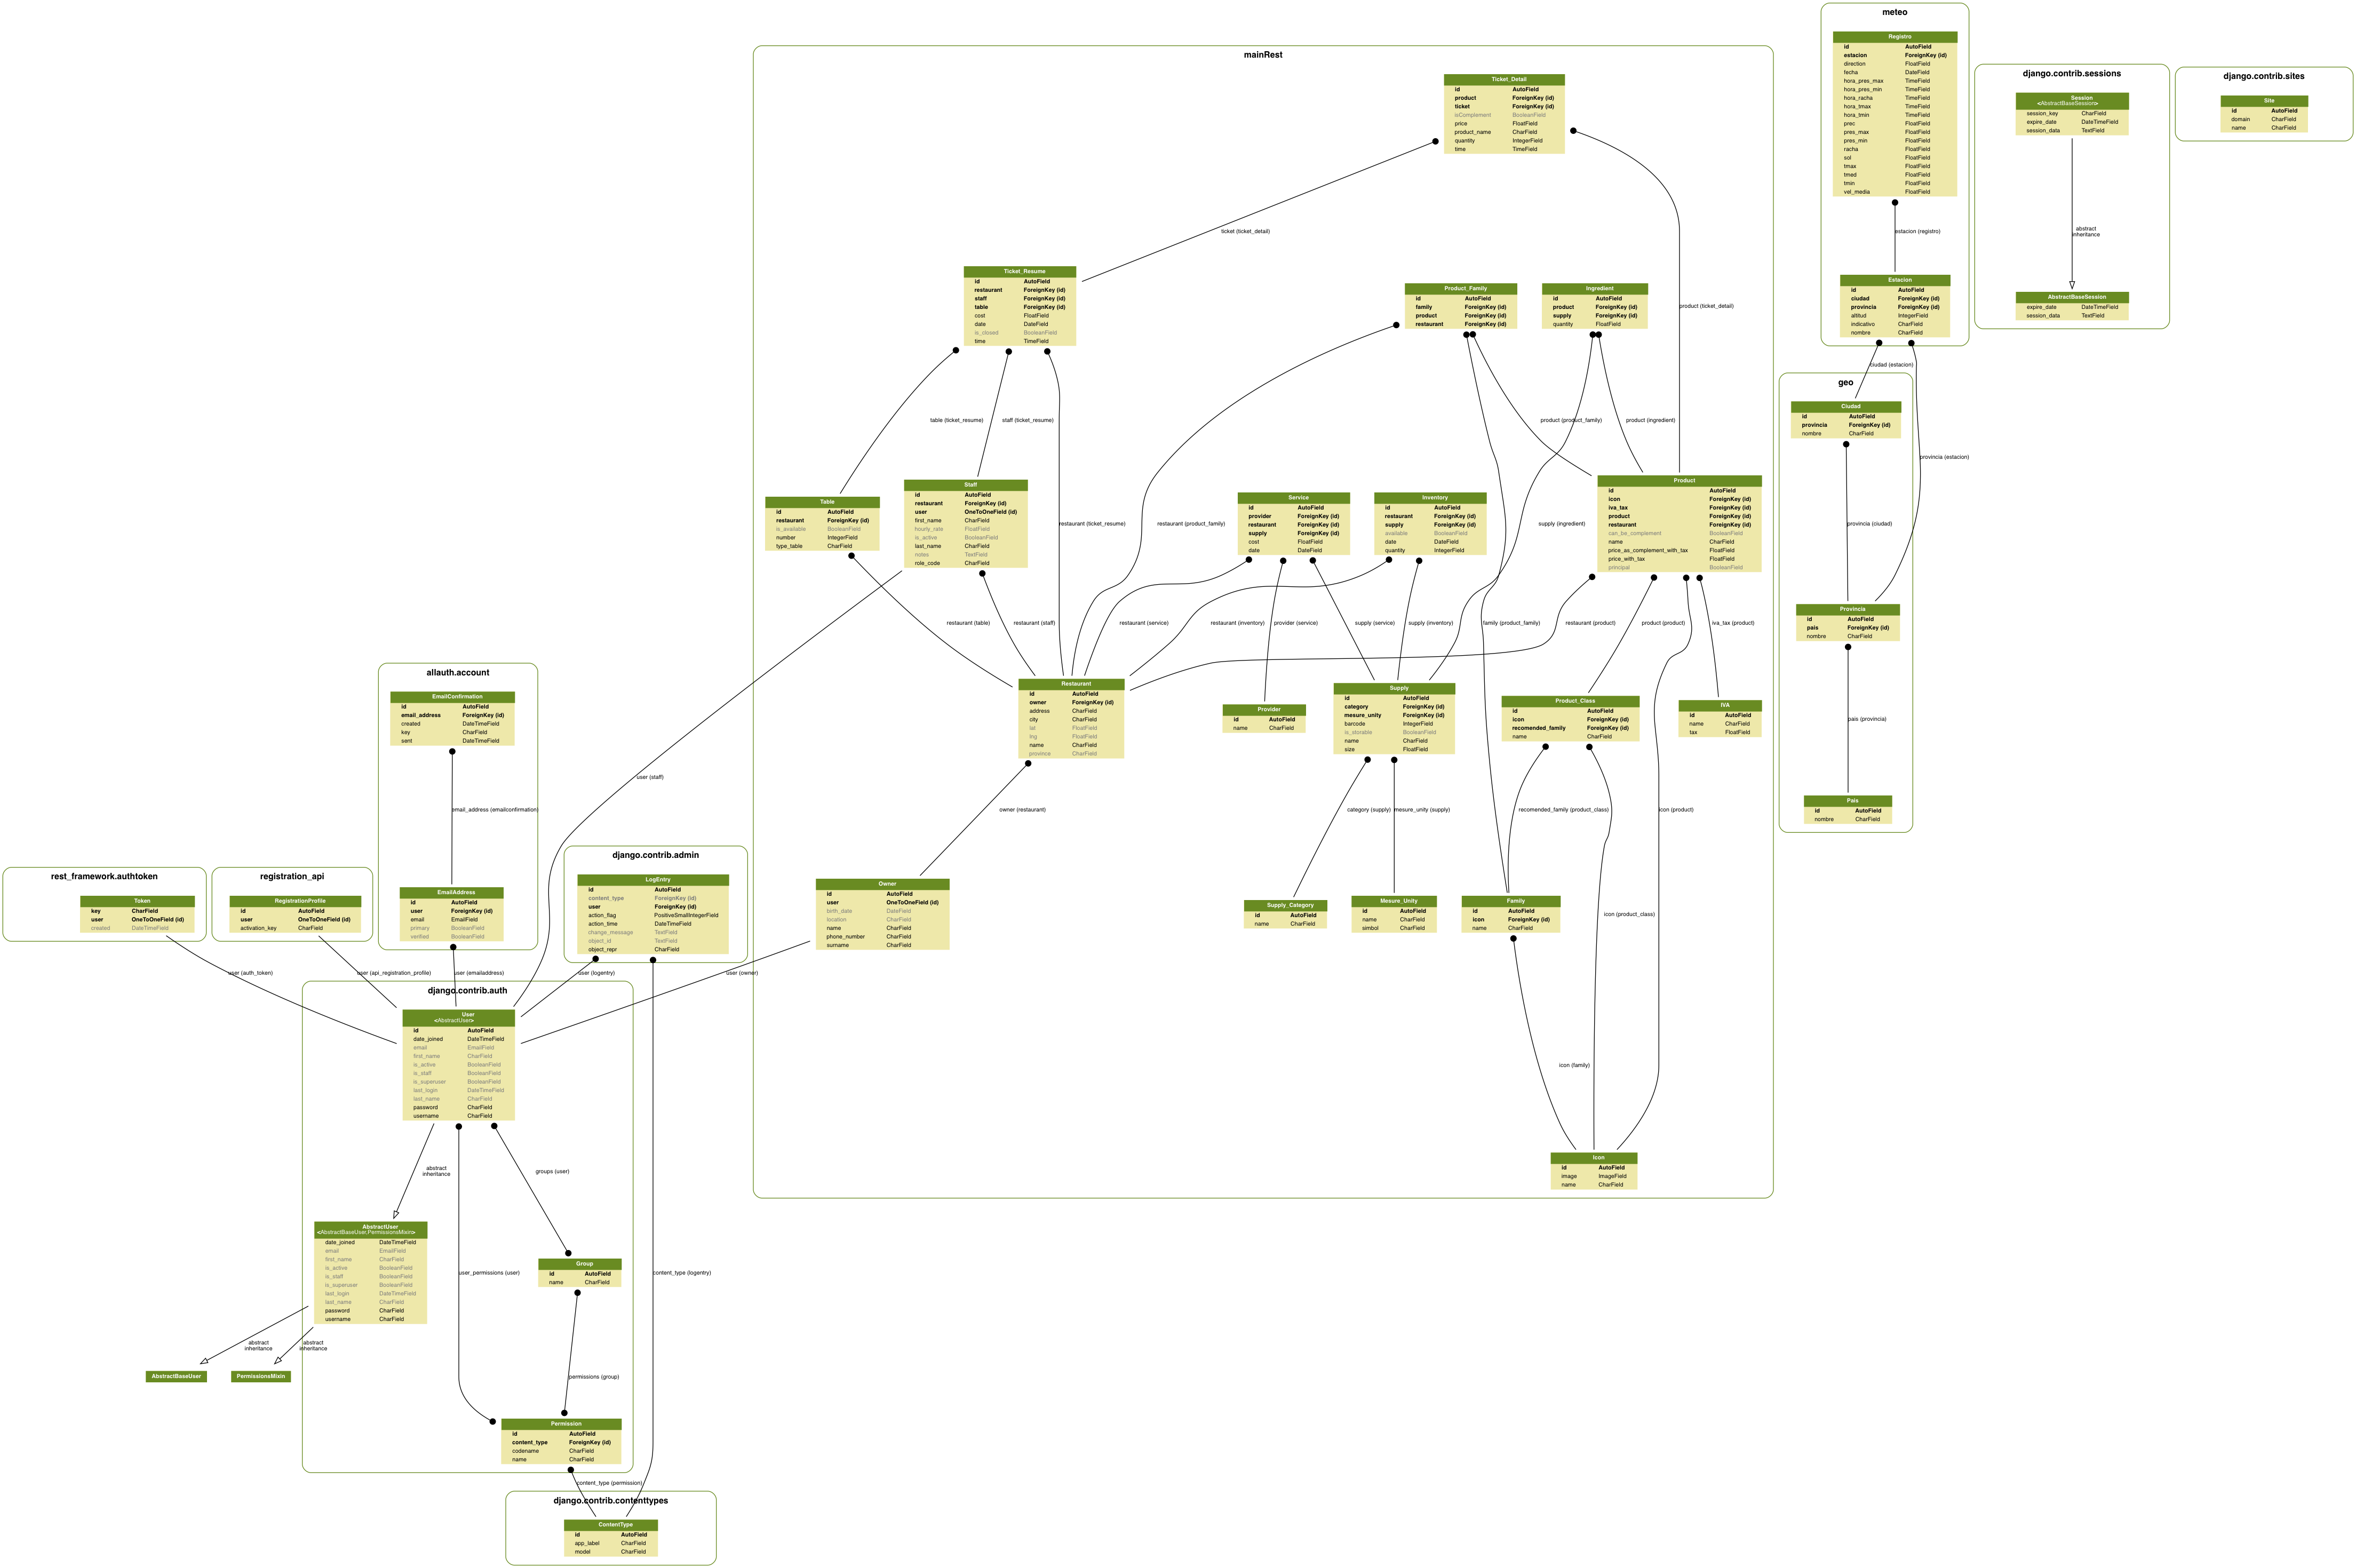 meteo
Registro
id AutoField
estacion ForeignKey (id)
direction FloatField
fecha DateField
hora_pres_max TimeField
hora_pres_min TimeField
hora_racha TimeField
hora_tmax TimeField
hora_tmin TimeField
prec FloatField
pres_max FloatField
pres_min FloatField
racha FloatField
sol FloatField
tmax FloatField
tmed FloatField
tmin FloatField
vel_media FloatField
estacion (registro)
Estacion
id AutoField
ciudad ForeignKey (id)
provincia ForeignKey (id)
altitud IntegerField
indicativo CharField
nombre CharField
ciudad (estacion)
provincia (estacion)
django.contrib.sessions
Session
<AbstractBaseSession>
session_key CharField
expire_date DateTimeField
session_data TextField
abstract
inheritance
AbstractBaseSession
expire_date DateTimeField
session_data TextField
django.contrib.sites
Site
id AutoField
domain CharField
name CharField
geo
Ciudad
id AutoField
provincia ForeignKey (id)
nombre CharField
provincia (ciudad)
Provincia
id AutoField
pais ForeignKey (id)
nombre CharField
pais (provincia)
Pais
id AutoField
nombre CharField
mainRest
Ticket_Detail
id AutoField
product ForeignKey (id)
ticket ForeignKey (id)
isComplement BooleanField
price FloatField
product_name CharField
quantity IntegerField
time TimeField
ticket (ticket_detail)
product (ticket_detail)
Ticket_Resume
id AutoField
restaurant ForeignKey (id)
staff ForeignKey (id)
table ForeignKey (id)
cost FloatField
date DateField
is_closed BooleanField
time TimeField
Product_Family
id AutoField
family ForeignKey (id)
product ForeignKey (id)
restaurant ForeignKey (id)
Ingredient
id AutoField
product ForeignKey (id)
supply ForeignKey (id)
quantity FloatField
table (ticket_resume)
staff (ticket_resume)
product (product_family)
product (ingredient)
Table
id AutoField
restaurant ForeignKey (id)
is_available BooleanField
number IntegerField
type_table CharField
Staff
id AutoField
restaurant ForeignKey (id)
user OneToOneField (id)
first_name CharField
hourly_rate FloatField
is_active BooleanField
last_name CharField
notes TextField
role_code CharField
restaurant (ticket_resume)
restaurant (product_family)
Service
id AutoField
provider ForeignKey (id)
restaurant ForeignKey (id)
supply ForeignKey (id)
cost FloatField
date DateField
Inventory
id AutoField
restaurant ForeignKey (id)
supply ForeignKey (id)
available BooleanField
date DateField
quantity IntegerField
supply (ingredient)
Product
id AutoField
icon ForeignKey (id)
iva_tax ForeignKey (id)
product ForeignKey (id)
restaurant ForeignKey (id)
can_be_complement BooleanField
name CharField
price_as_complement_with_tax FloatField
price_with_tax FloatField
principal BooleanField
restaurant (table)
restaurant (staff)
restaurant (service)
restaurant (inventory)
provider (service)
supply (service)
supply (inventory)
family (product_family)
restaurant (product)
product (product)
iva_tax (product)
Restaurant
id AutoField
owner ForeignKey (id)
address CharField
city CharField
lat FloatField
lng FloatField
name CharField
province CharField
Provider
id AutoField
name CharField
Supply
id AutoField
category ForeignKey (id)
mesure_unity ForeignKey (id)
barcode IntegerField
is_storable BooleanField
name CharField
size FloatField
Product_Class
id AutoField
icon ForeignKey (id)
recomended_family ForeignKey (id)
name CharField
IVA
id AutoField
name CharField
tax FloatField
owner (restaurant)
category (supply)
mesure_unity (supply)
recomended_family (product_class)
icon (product)
Owner
id AutoField
user OneToOneField (id)
birth_date DateField
location CharField
name CharField
phone_number CharField
surname CharField
Supply_Category
id AutoField
name CharField
Mesure_Unity
id AutoField
name CharField
simbol CharField
Family
id AutoField
icon ForeignKey (id)
name CharField
icon (product_class)
icon (family)
Icon
id AutoField
image ImageField
name CharField
allauth.account
EmailConfirmation
id AutoField
email_address ForeignKey (id)
created DateTimeField
key CharField
sent DateTimeField
email_address (emailconfirmation)
EmailAddress
id AutoField
user ForeignKey (id)
email EmailField
primary BooleanField
verified BooleanField
user (staff)
django.contrib.admin
LogEntry
id AutoField
content_type ForeignKey (id)
user ForeignKey (id)
action_flag PositiveSmallIntegerField
action_time DateTimeField
change_message TextField
object_id TextField
object_repr CharField
rest_framework.authtoken
Token
key CharField
user OneToOneField (id)
created DateTimeField
registration_api
RegistrationProfile
id AutoField
user OneToOneField (id)
activation_key CharField
user (auth_token)
user (api_registration_profile)
user (emailaddress)
user (logentry)
user (owner)
django.contrib.auth
User
<AbstractUser>
id AutoField
date_joined DateTimeField
email EmailField
first_name CharField
is_active BooleanField
is_staff BooleanField
is_superuser BooleanField
last_login DateTimeField
last_name CharField
password CharField
username CharField
abstract
inheritance
groups (user)
AbstractUser
<AbstractBaseUser,PermissionsMixin>
date_joined DateTimeField
email EmailField
first_name CharField
is_active BooleanField
is_staff BooleanField
is_superuser BooleanField
last_login DateTimeField
last_name CharField
password CharField
username CharField
user_permissions (user)
Group
id AutoField
name CharField
content_type (logentry)
abstract
inheritance
abstract
inheritance
AbstractBaseUser
PermissionsMixin
permissions (group)
Permission
id AutoField
content_type ForeignKey (id)
codename CharField
name CharField
content_type (permission)
django.contrib.contenttypes
ContentType
id AutoField
app_label CharField
model CharField